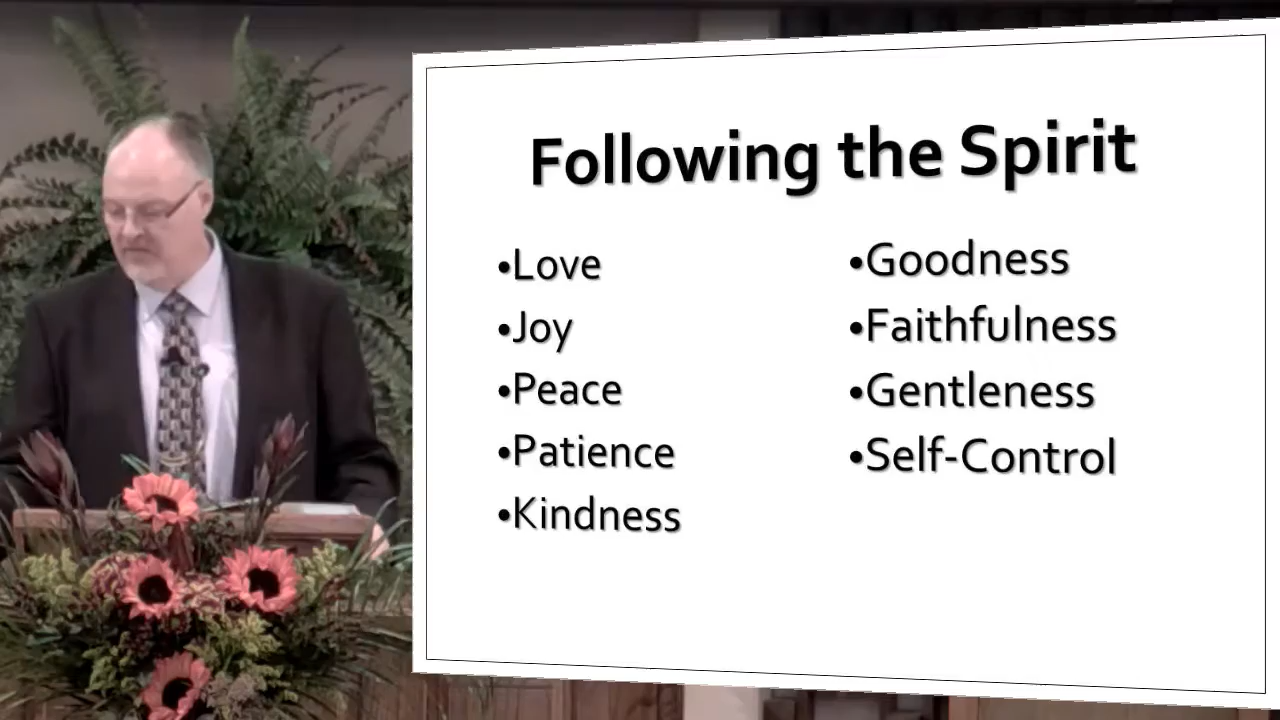 Following the Spirit
•Love
•Joy
•Peace
•Patience
•Kindness
•Goodness
•Faithfulness
•Gentleness
•Self-Control